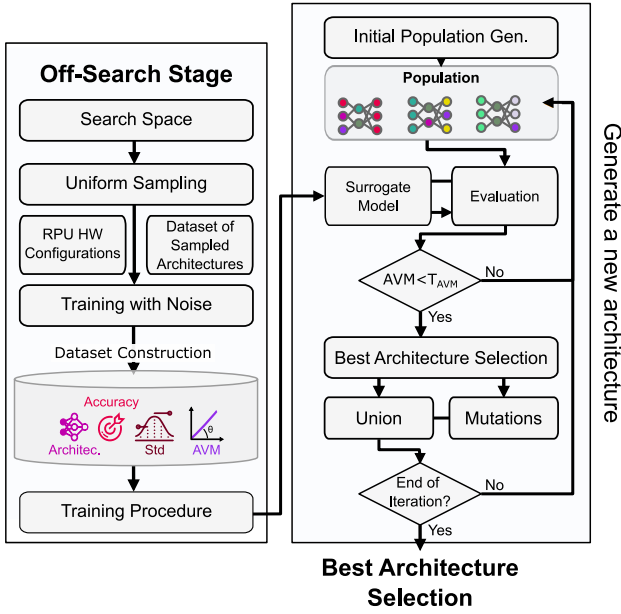 Off-Search Stage
Search Space
Uniform Sampling
RPU HW
Configurations
Dataset of
Sampled
Architectures
Training with Noise
Dataset Construction
Accuracy
Architec.
Std
θ
AVM
Training Procedure
Initial Population Gen.
Population
Surrogate
Model
Evaluation
AVM<T_AVM
No
Yes
Best Architecture Selection
Union
Mutations
End of
Iteration?
No
Yes
Best Architecture
Selection
Generate a new architecture